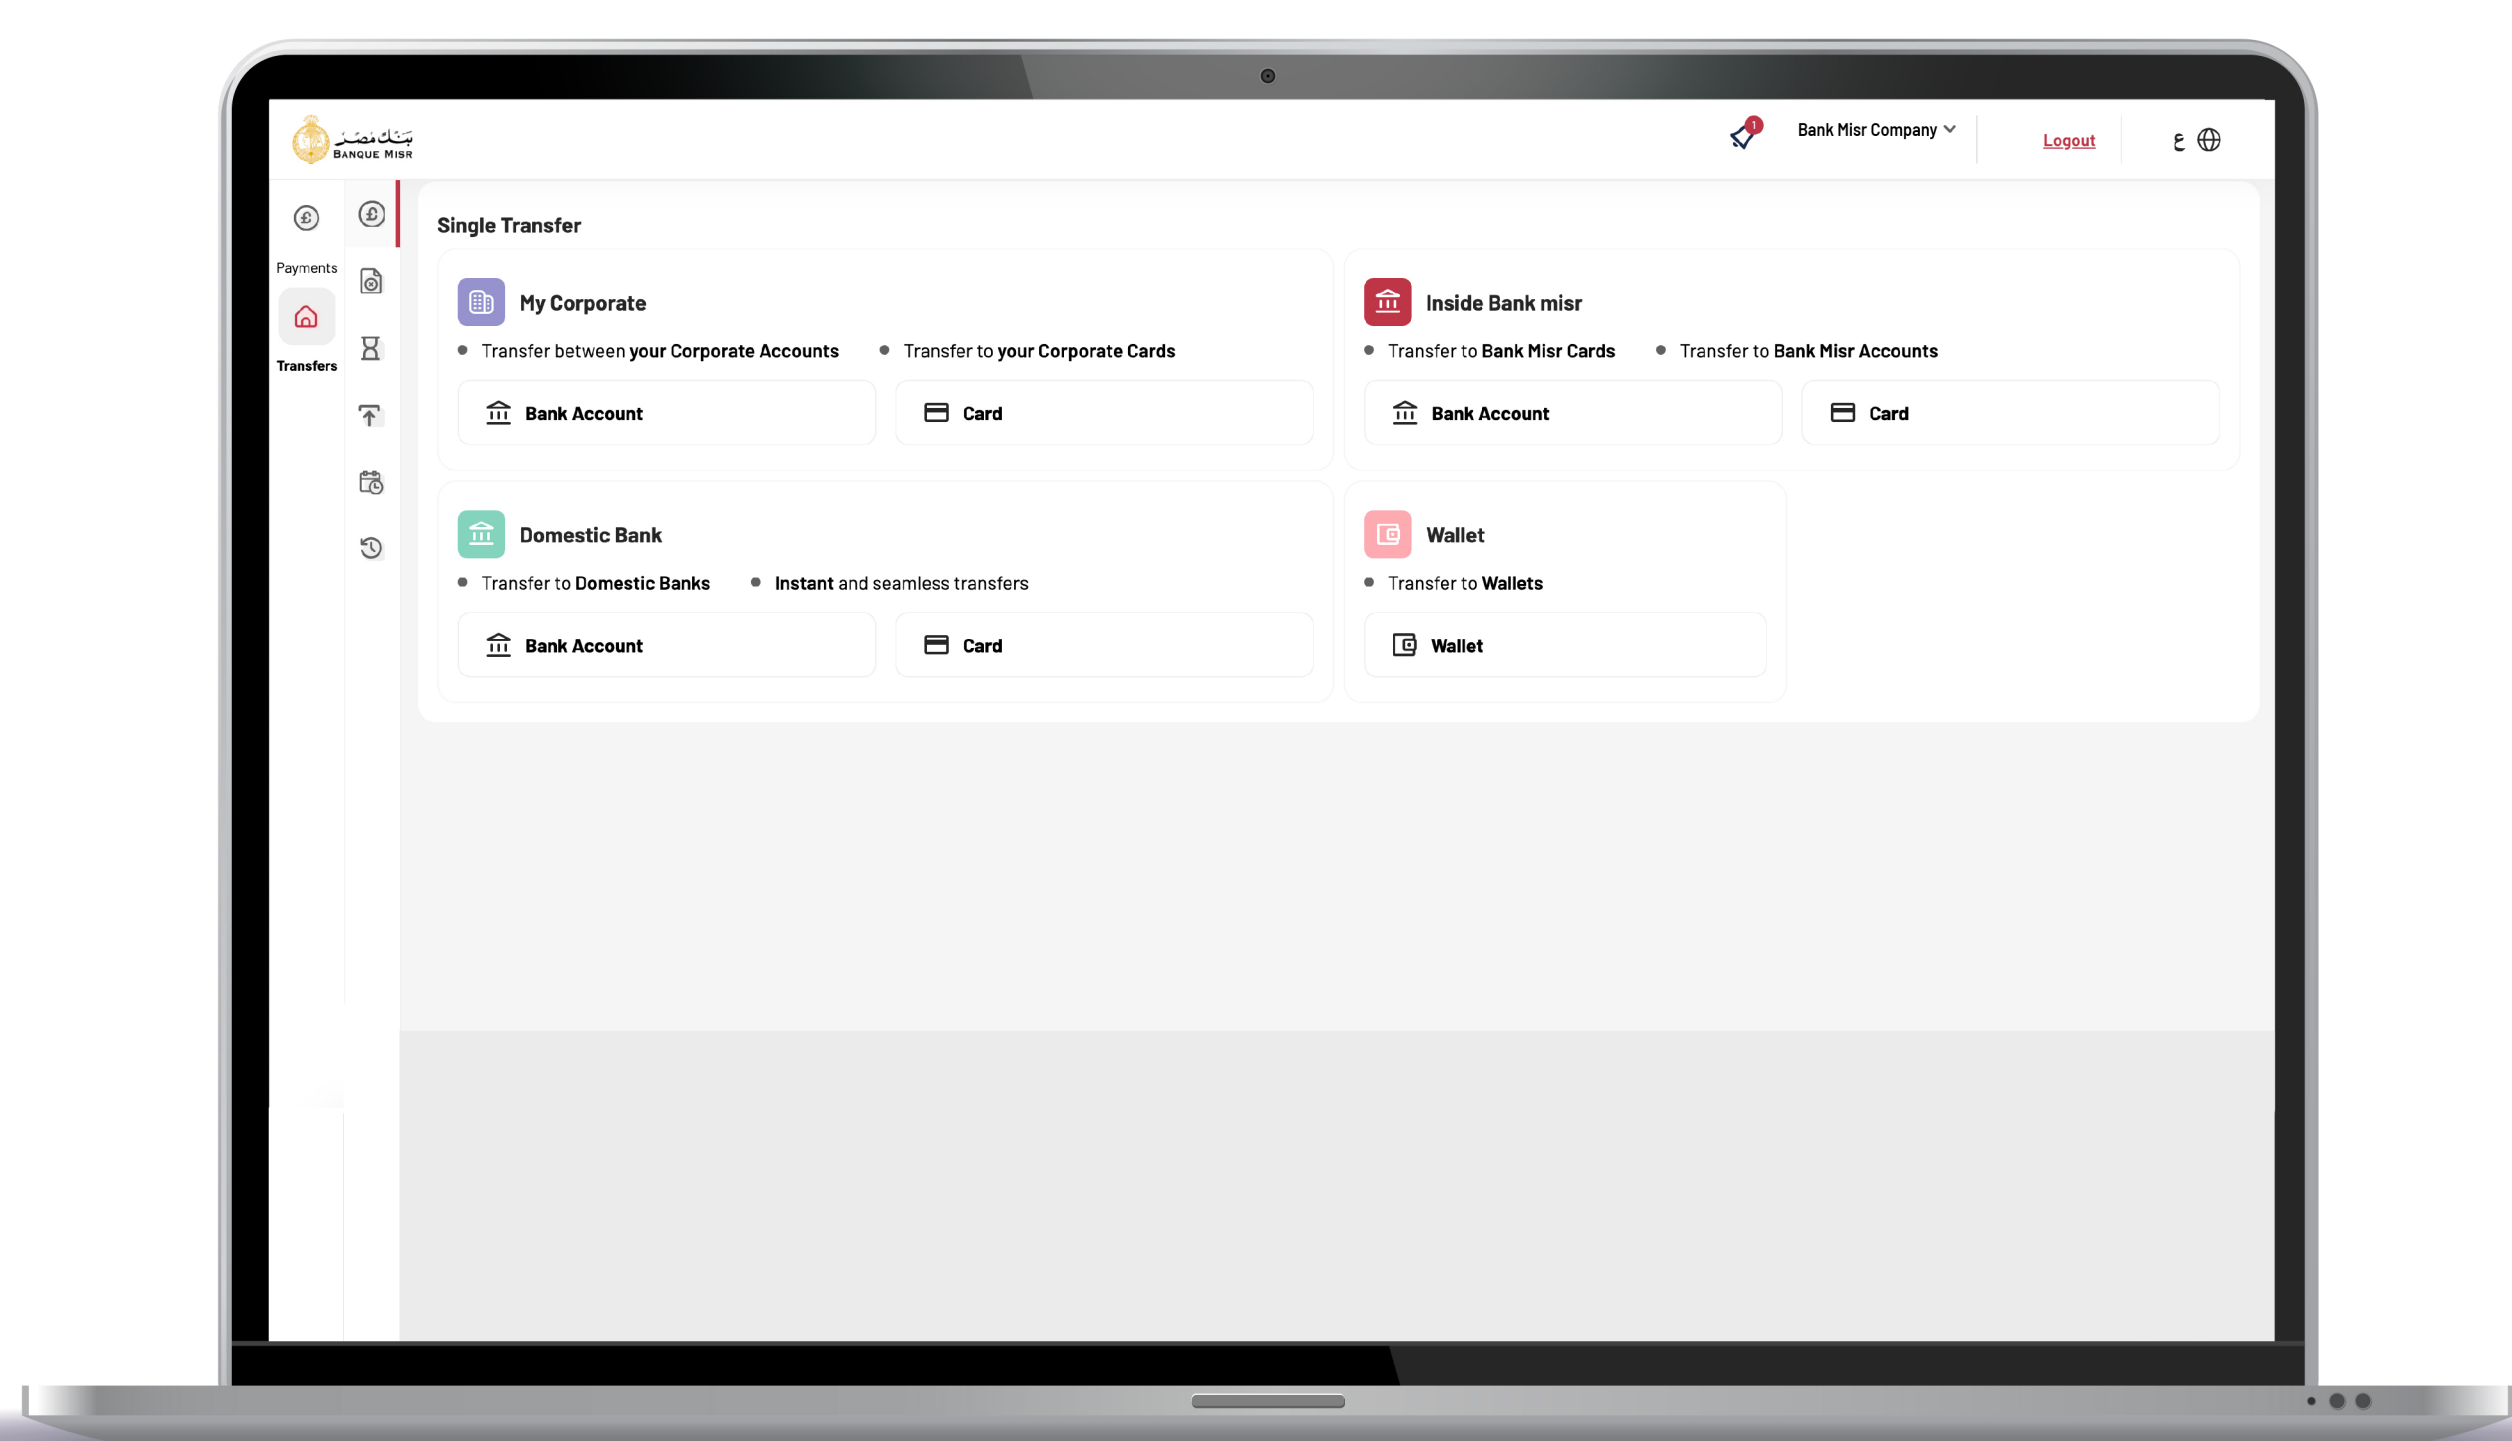 بنك مصر
BANQUE MISR
1
Bank Misr Company
Logout
ع
Payments
Transfers
Single Transfer
My Corporate
Transfer between your Corporate Accounts
Transfer to your Corporate Cards
Bank Account
Card
Inside Bank misr
Transfer to Bank Misr Cards
Transfer to Bank Misr Accounts
Bank Account
Card
Domestic Bank
Transfer to Domestic Banks
Instant and seamless transfers
Bank Account
Card
Wallet
Transfer to Wallets
Wallet